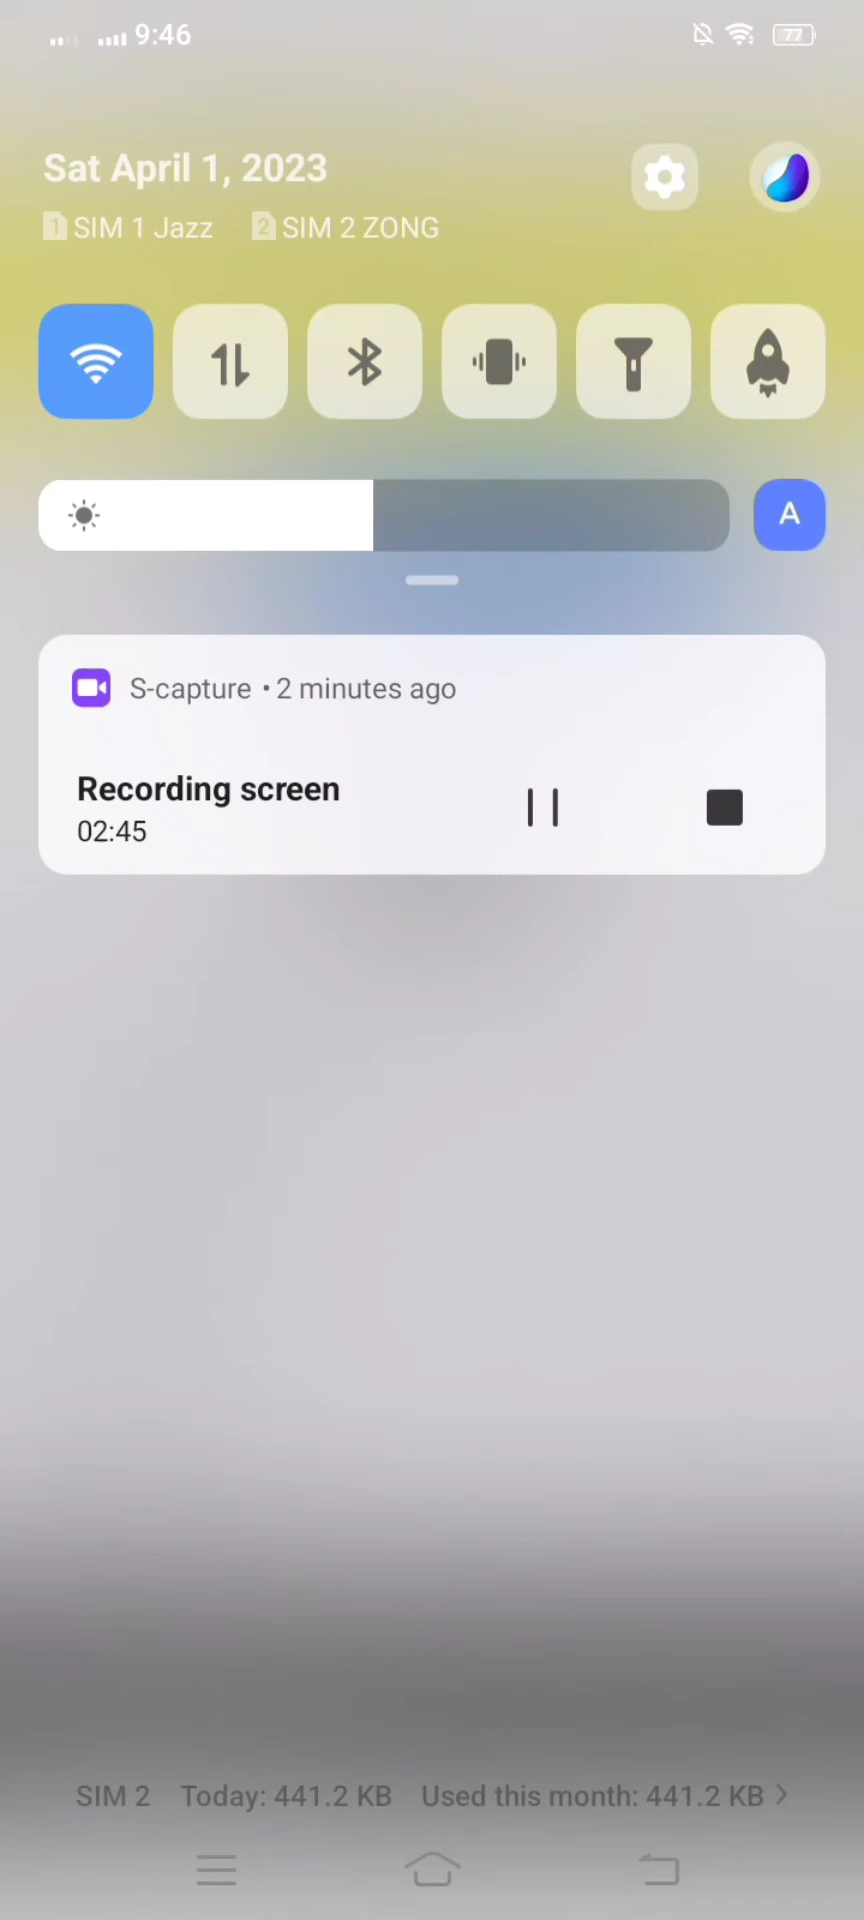 9:46
77
Sat April 1, 2023
1 SIM 1 Jazz 2 SIM 2 ZONG
A
S-capture • 2 minutes ago
Recording screen
02:45
SIM 2 Today: 441.2 KB Used this month: 441.2 KB >